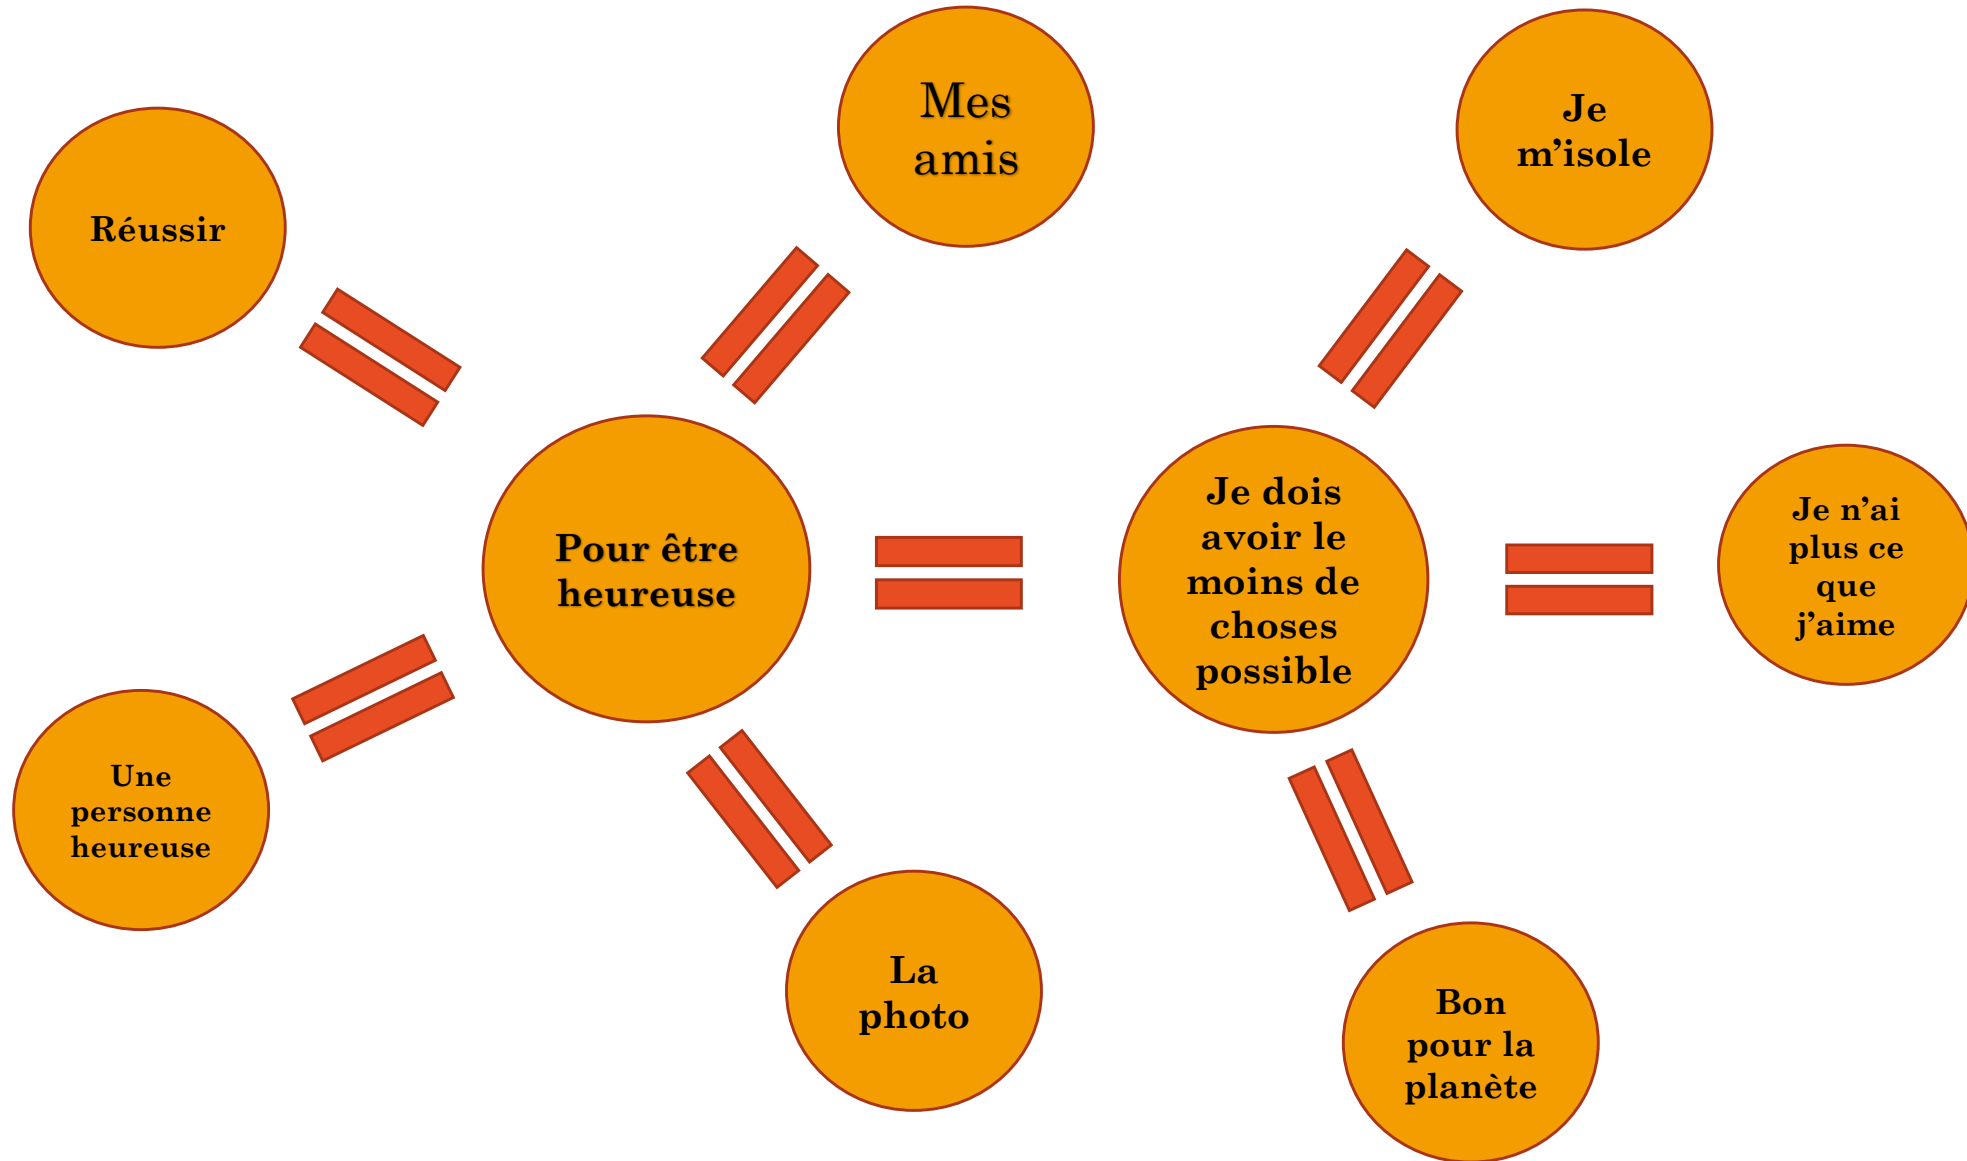 Mes
amis
Je
m’isole
Réussir
Pour être
heureuse
Je dois
avoir le
moins de
choses
possible
Je n’ai
plus ce
que
j’aime
Une
personne
heureuse
La
photo
Bon
pour la
planète